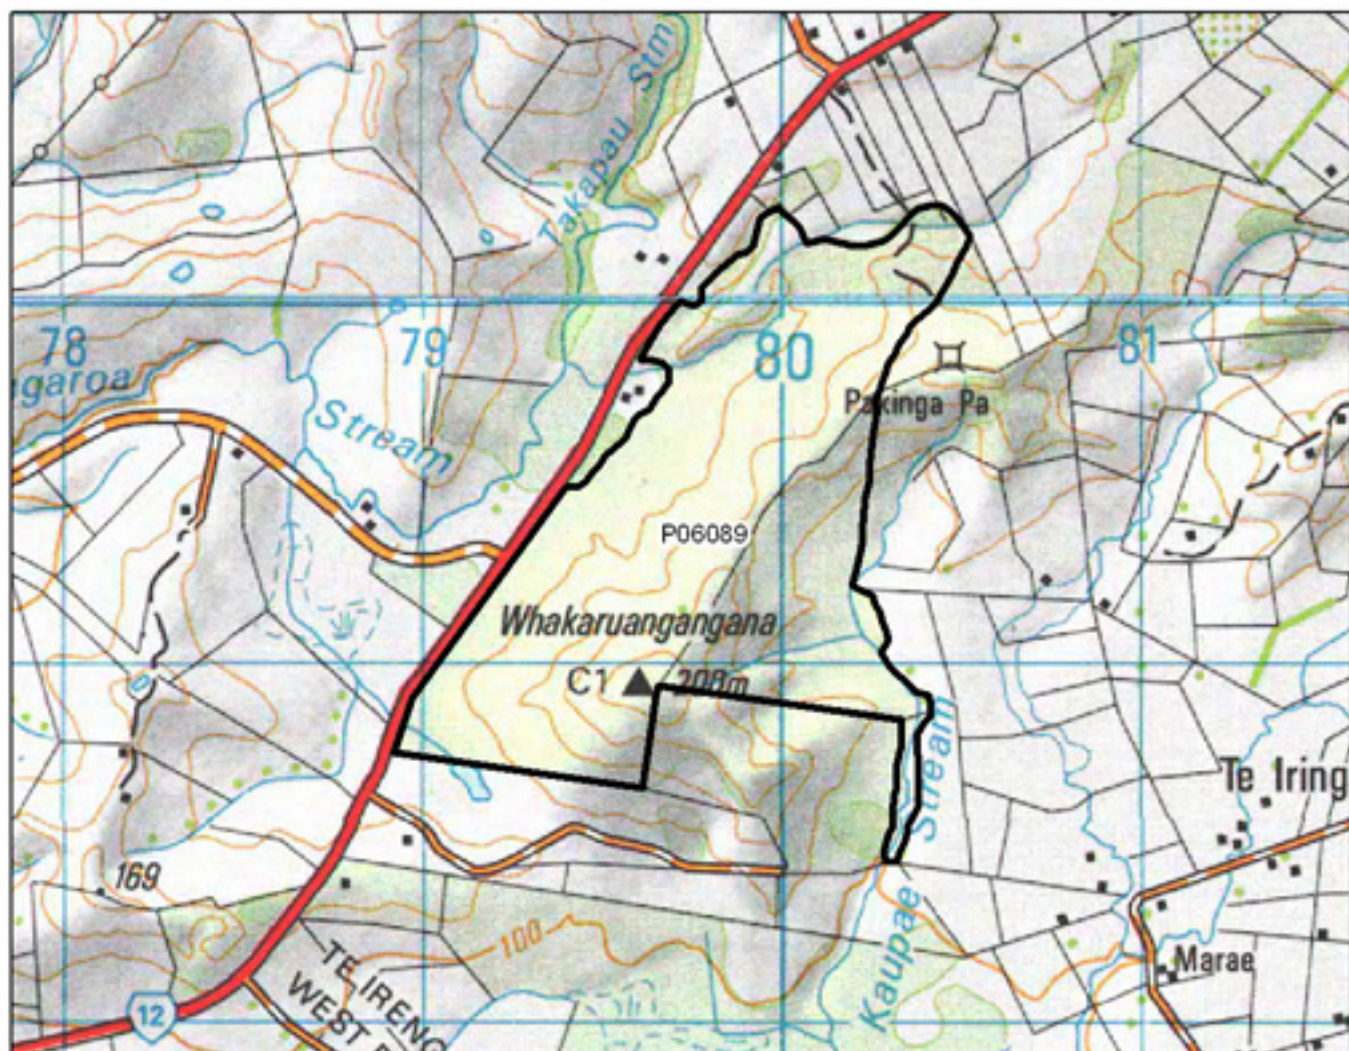 Takapau Stm
78
79
80
81
ngaroa
Stream
Pakinga Pa
P06089
Whakaruangangana
C1
208m
Stream
Te Iring
169
100
Kaupae
Marae
TE IRENG
WEST
12